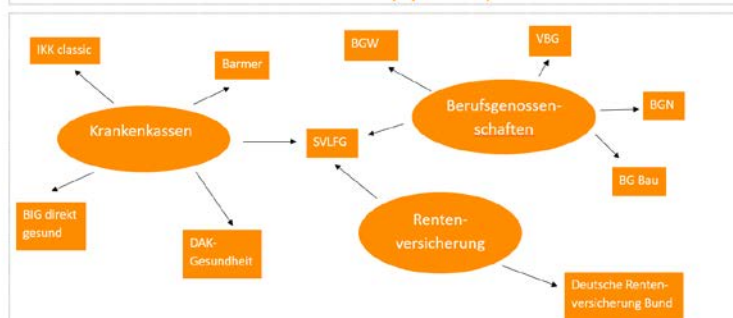 IKK classic
Barmer
Krankenkassen
BIG direkt
gesund
DAK-
Gesundheit
SVLFG
BGW
VBG
Berufsgenossen-
schaften
BGN
BG Bau
Renten-
versicherung
Deutsche Renten-
versicherung Bund